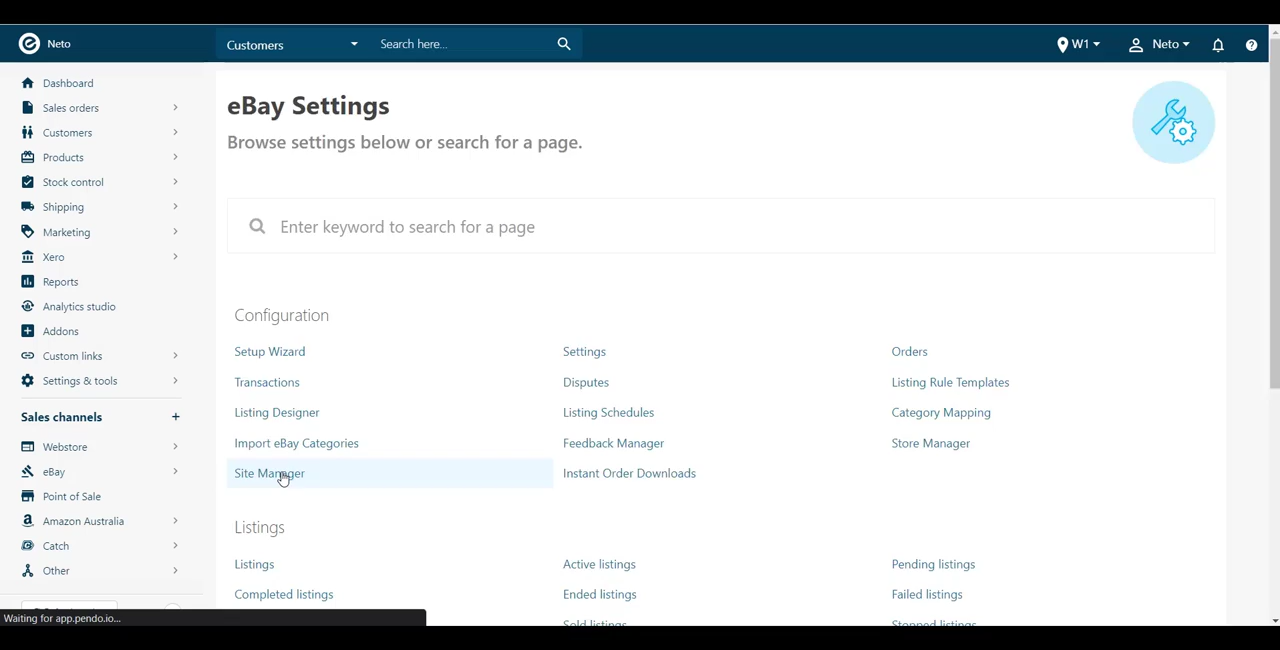 Neto
Customers
Search here...
W1
Neto
Dashboard
Sales orders
Customers
Products
Stock control
Shipping
Marketing
Xero
Reports
Analytics studio
Addons
Custom links
Settings & tools
Sales channels +
Webstore
eBay
Point of Sale
Amazon Australia
Catch
Other
Waiting for app.pendo.io...
eBay Settings
Browse settings below or search for a page.
Enter keyword to search for a page
Configuration
Setup Wizard
Settings
Orders
Transactions
Disputes
Listing Rule Templates
Listing Designer
Listing Schedules
Category Mapping
Import eBay Categories
Feedback Manager
Store Manager
Site Manager
Instant Order Downloads
Listings
Listings
Active listings
Pending listings
Completed listings
Ended listings
Failed listings
Sold listings
Stopped listings